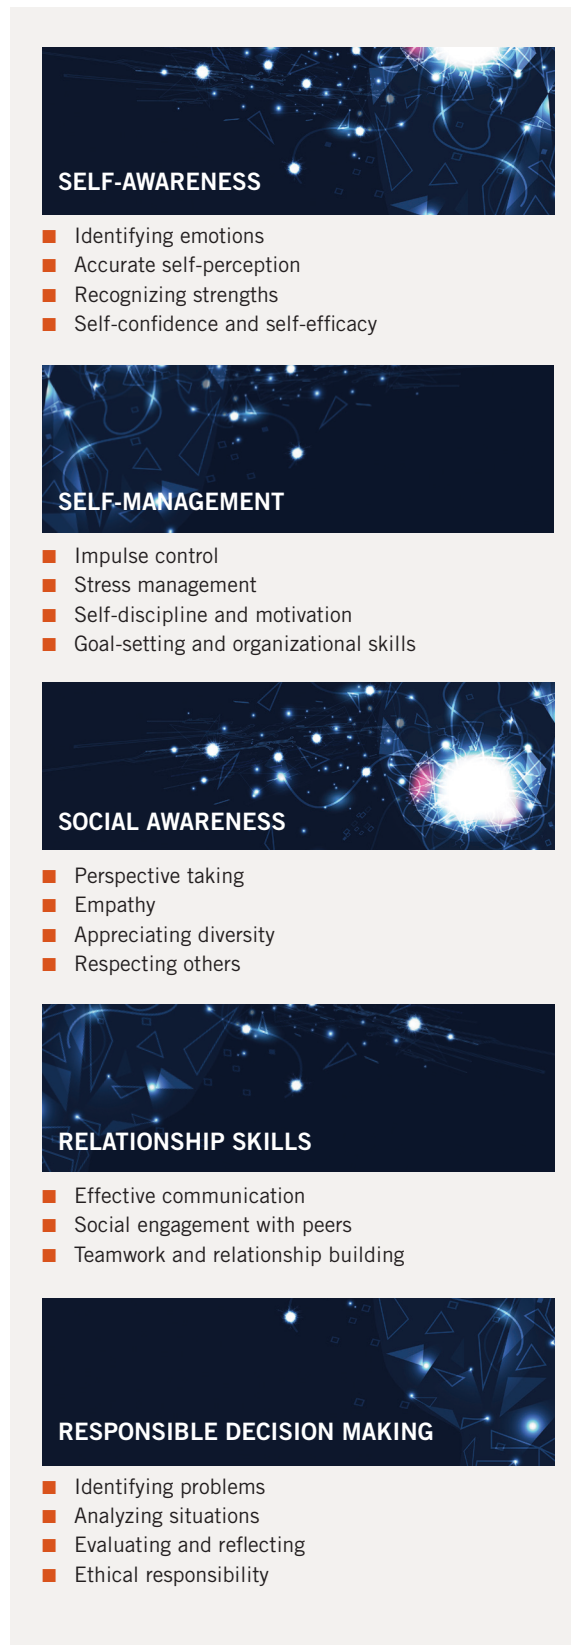 SELF-AWARENESS
Identifying emotions
Accurate self-perception
Recognizing strengths
Self-confidence and self-efficacy
SELF-MANAGEMENT
Impulse control
Stress management
Self-discipline and motivation
Goal-setting and organizational skills
SOCIAL AWARENESS
Perspective taking
Empathy
Appreciating diversity
Respecting others
RELATIONSHIP SKILLS
Effective communication
Social engagement with peers
Teamwork and relationship building
RESPONSIBLE DECISION MAKING
Identifying problems
Analyzing situations
Evaluating and reflecting
Ethical responsibility